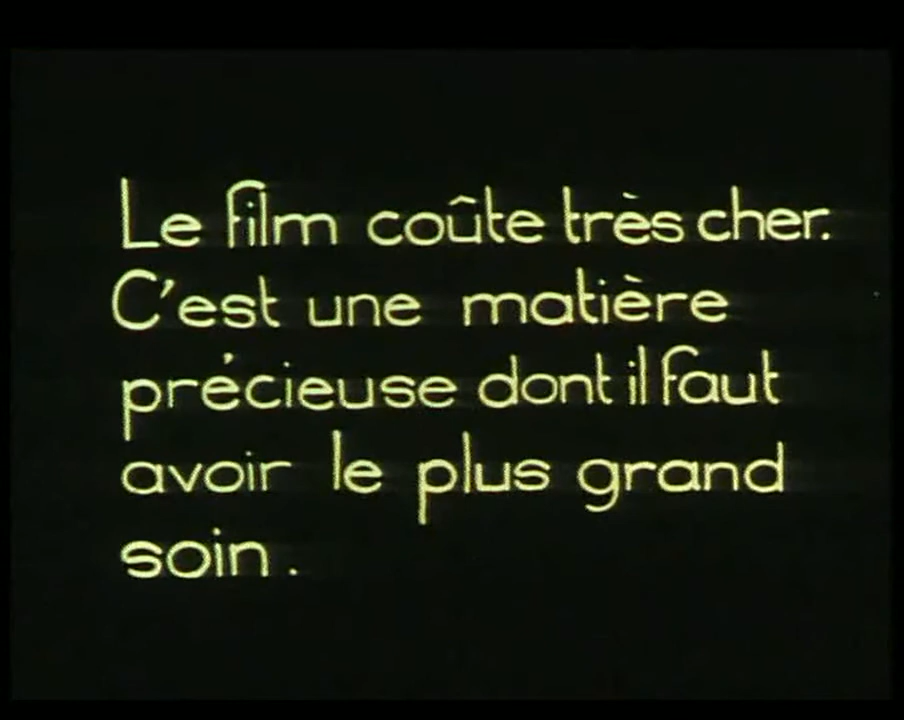 Le film coûte très cher.
C'est une matière
précieuse dont il faut
avoir le plus grand
soin.